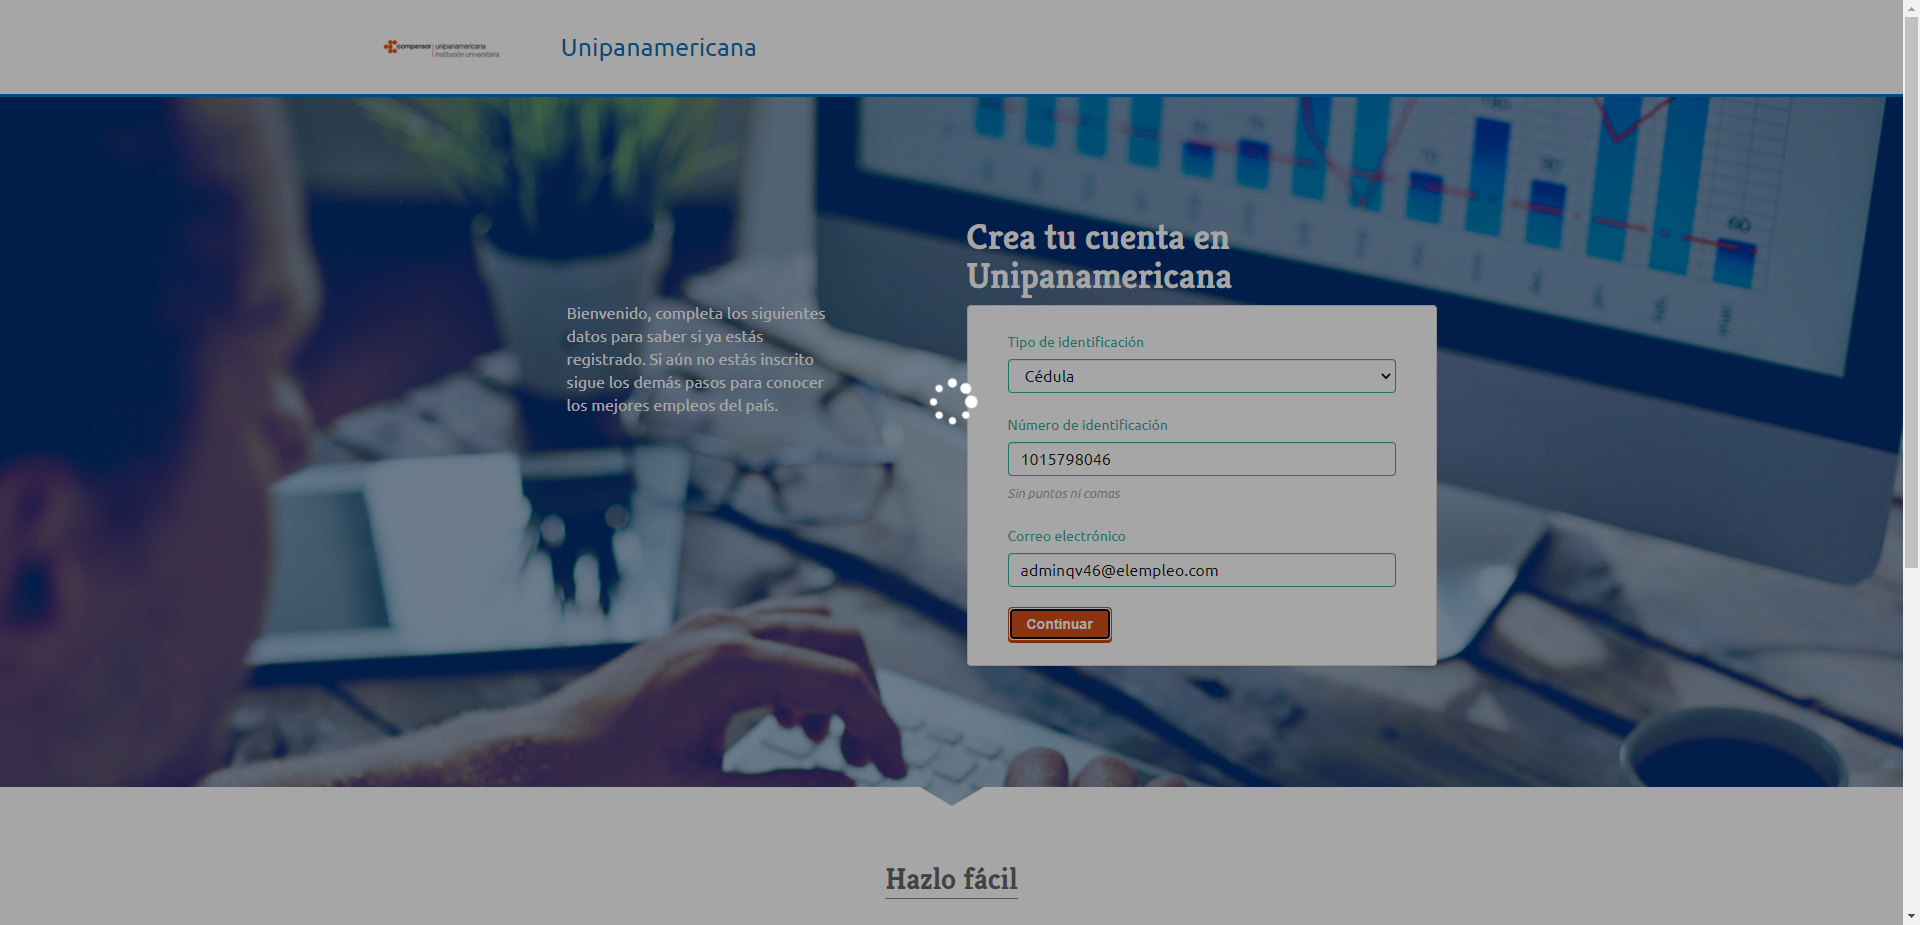 compensar unipanamericana
institución universitaria
Unipanamericana
Crea tu cuenta en
Unipanamericana
Bienvenido, completa los siguientes
datos para saber si ya estás
registrado. Si aún no estás inscrito
sigue los demás pasos para conocer
los mejores empleos del país.
Tipo de identificación
Cédula
Número de identificación
1015798046
Sin puntos ni comas
Correo electrónico
adminqv46@elempleo.com
Continuar
60
Hazlo fácil